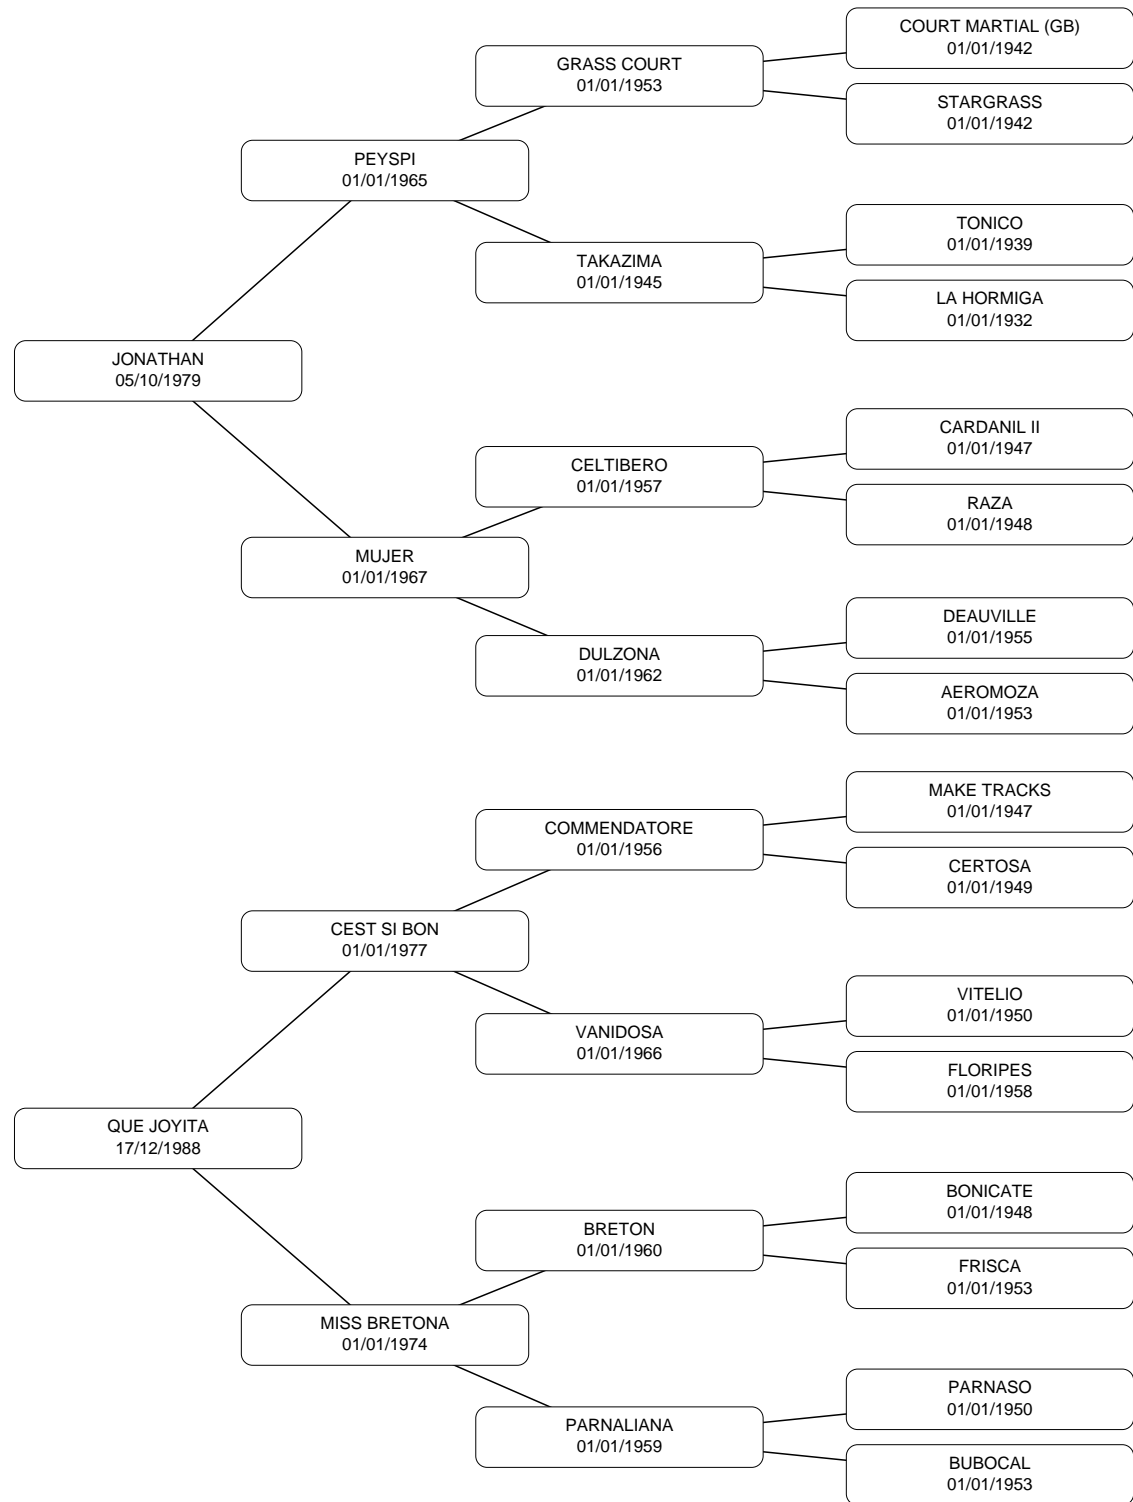 COURT MARTIAL (GB)
01/01/1942
GRASS COURT
01/01/1953
STARGRASS
01/01/1942
PEYSPI
01/01/1965
TONICO
01/01/1939
TAKAZIMA
01/01/1945
LA HORMIGA
01/01/1932
JONATHAN
05/10/1979
CARDANIL II
01/01/1947
CELTIBERO
01/01/1957
RAZA
01/01/1948
MUJER
01/01/1967
DEAUVILLE
01/01/1955
DULZONA
01/01/1962
AEROMOZA
01/01/1953
MAKE TRACKS
01/01/1947
COMMENDATORE
01/01/1956
CERTOSA
01/01/1949
CEST SI BON
01/01/1977
VITELIO
01/01/1950
VANIDOSA
01/01/1966
FLORIPES
01/01/1958
QUE JOYITA
17/12/1988
BONICATE
01/01/1948
BRETON
01/01/1960
FRISCA
01/01/1953
MISS BRETONA
01/01/1974
PARNASO
01/01/1950
PARNALIANA
01/01/1959
BUBOCAL
01/01/1953